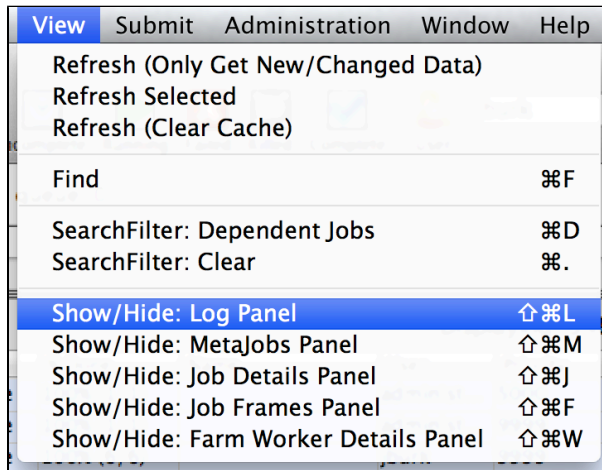 View Submit Administration Window Help
Refresh (Only Get New/Changed Data)
Refresh Selected
Refresh (Clear Cache)
Find ⌘F
SearchFilter: Dependent Jobs ⌘D
SearchFilter: Clear ⌘.
Show/Hide: Log Panel ⇧⌘L
Show/Hide: MetaJobs Panel ⇧⌘M
Show/Hide: Job Details Panel ⇧⌘J
Show/Hide: Job Frames Panel ⇧⌘F
Show/Hide: Farm Worker Details Panel ⇧⌘W